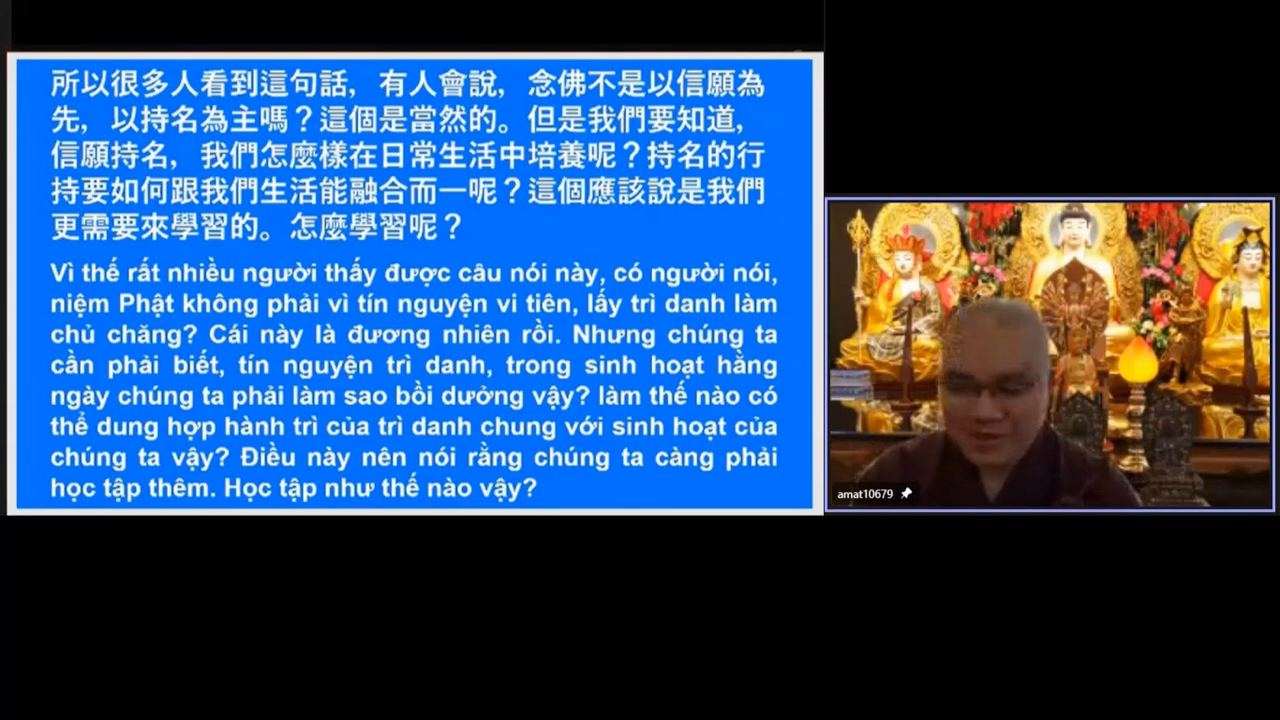 所以很多人看到這句話，有人會說，念佛不是以信願為
先，以持名為主嗎？這個是當然的。但是我們要知道，
信願持名，我們怎麼樣在日常生活中培養呢？持名的行
持要如何跟我們生活能融合而一呢？這個應該說是我們
更需要來學習的。怎麼學習呢？
Vì thế rất nhiều người thấy được câu nói này, có người nói,
niệm Phật không phải vì tín nguyện vi tiên, lấy trì danh làm
chủ chăng? Cái này là đương nhiên rồi. Nhưng chúng ta
cần phải biết, tín nguyện trì danh, trong sinh hoạt hằng
ngày chúng ta phải làm sao bồi dưởng vậy? làm thế nào có
thể dung hợp hành trì của trì danh chung với sinh hoạt của
chúng ta vậy? Điều này nên nói rằng chúng ta càng phải
học tập thêm. Học tập như thế nào vậy?
amat10679